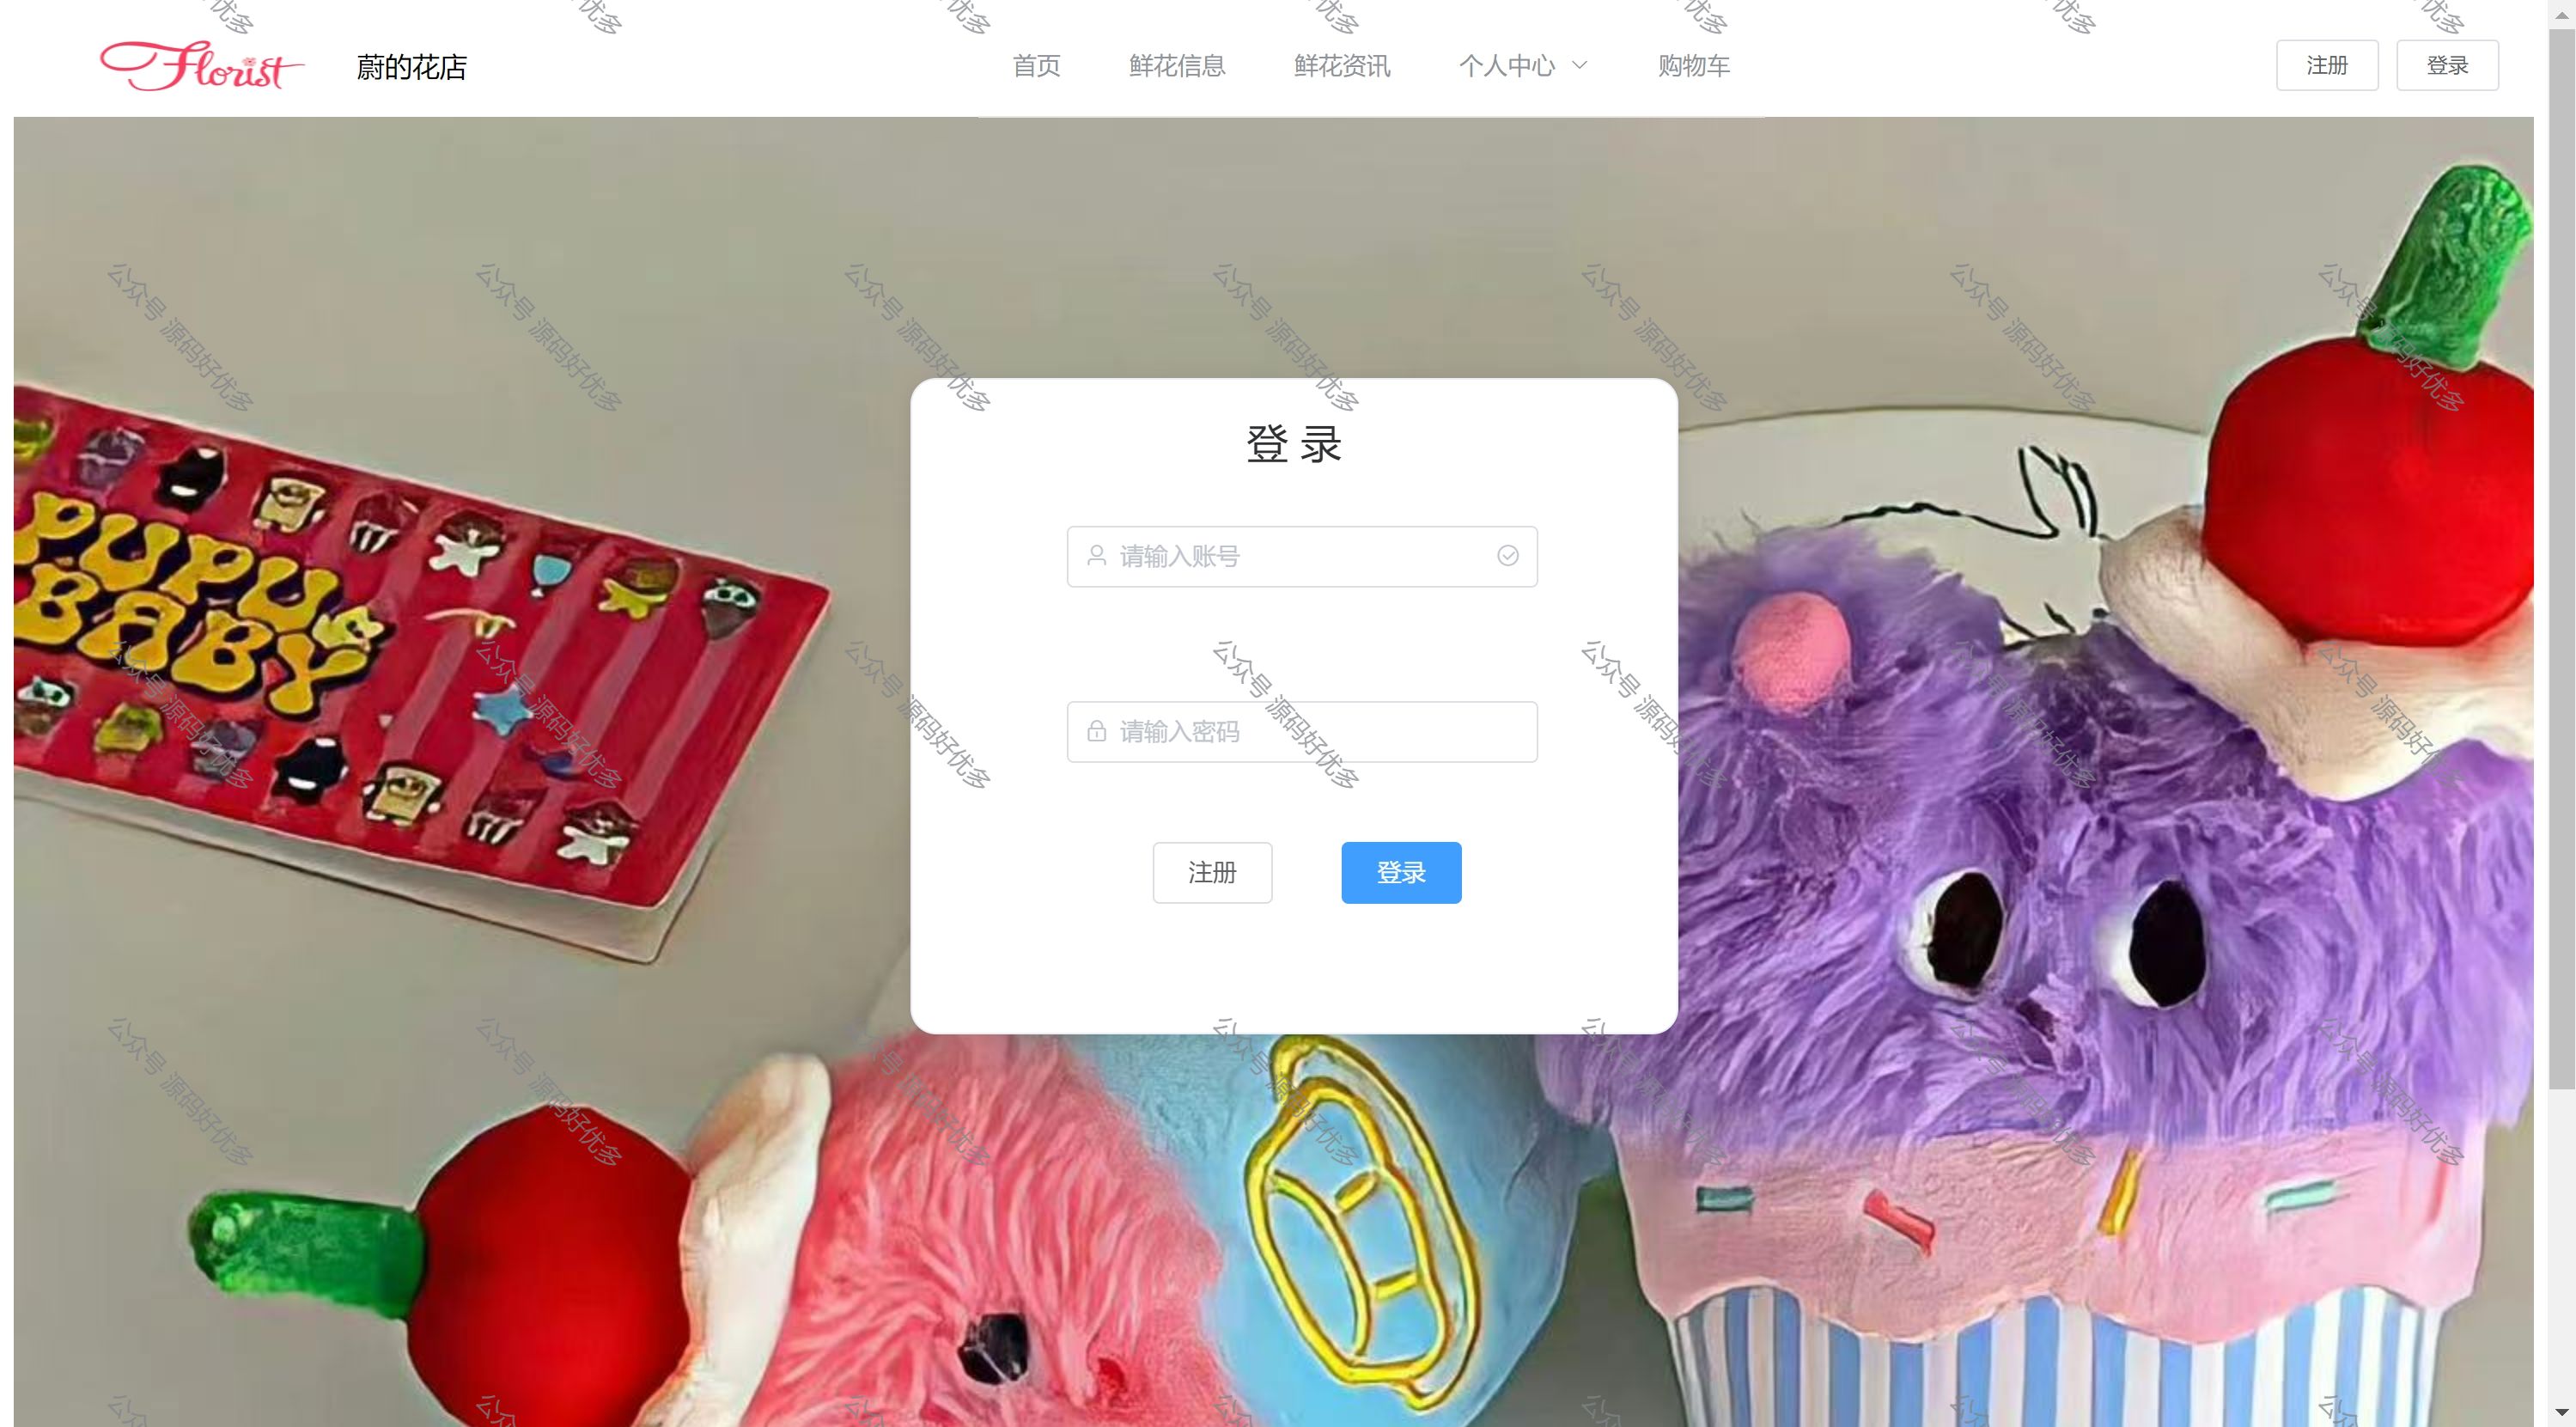 Florist
蔚的花店
首页 鲜花信息 鲜花资讯 个人中心 购物车
注册 登录
登 录
请输入账号
请输入密码
注册 登录
PUPU
BABY
公众号 源码好优多